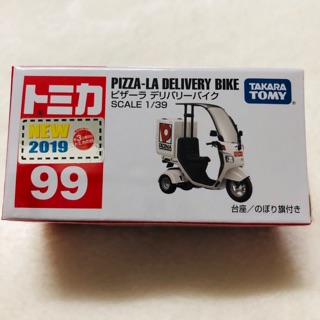 トミカ
PIZZA-LA DELIVERY BIKE
ピザーラ デリバリーバイク
SCALE 1/39
TAKARA
TOMY
NEW
2019
99
台座/のぼり旗付き